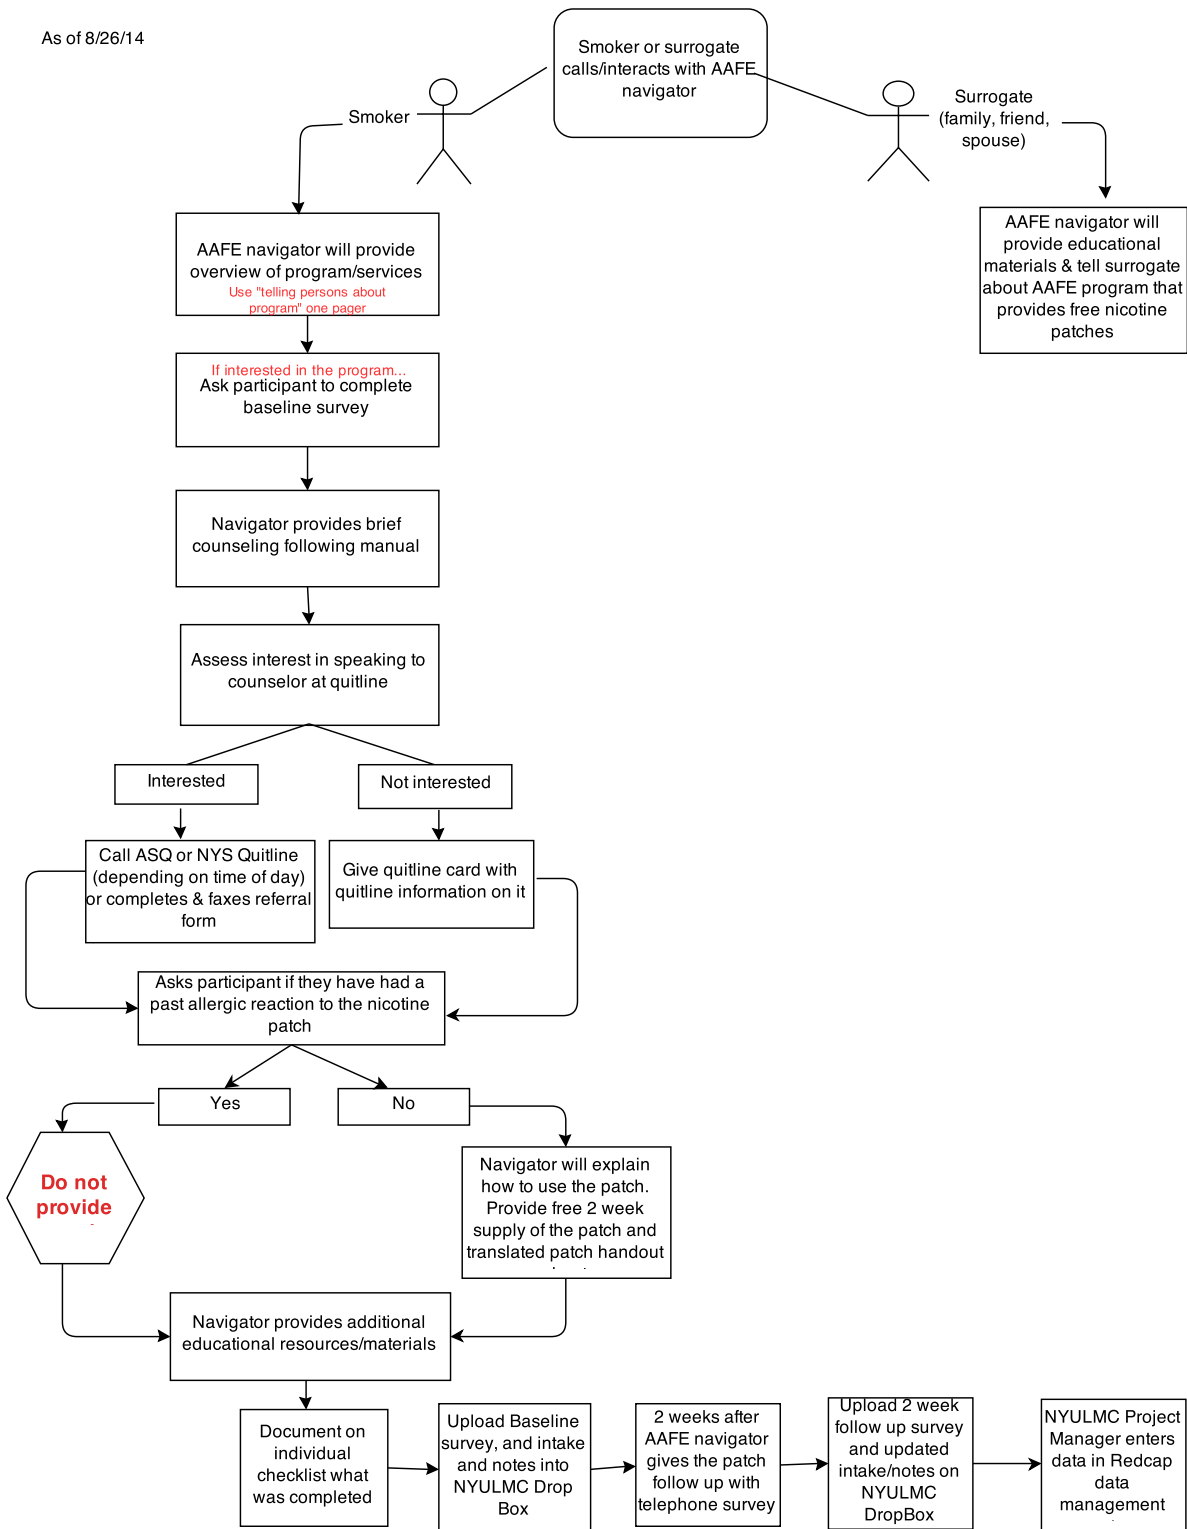 As of 8/26/14
Smoker or surrogate
calls/interacts with AAFE
navigator
Smoker
Surrogate
(family, friend,
spouse)
AAFE navigator will provide
overview of program/services
Use "telling persons about
program" one pager
AAFE navigator will
provide educational
materials & tell surrogate
about AAFE program that
provides free nicotine
patches
If interested in the program...
Ask participant to complete
baseline survey
Navigator provides brief
counseling following manual
Assess interest in speaking to
counselor at quitline
Interested
Not interested
Call ASQ or NYS Quitline
(depending on time of day)
or completes & faxes referral
form
Give quitline card with
quitline information on it
Asks participant if they have had a
past allergic reaction to the nicotine
patch
Yes
No
Do not
provide
Navigator will explain
how to use the patch.
Provide free 2 week
supply of the patch and
translated patch handout
Navigator provides additional
educational resources/materials
Document on
individual
checklist what
was completed
Upload Baseline
survey, and intake
and notes into
NYULMC Drop
Box
2 weeks after
AAFE navigator
gives the patch
follow up with
telephone survey
Upload 2 week
follow up survey
and updated
intake/notes on
NYULMC
DropBox
NYULMC Project
Manager enters
data in Redcap
data
management